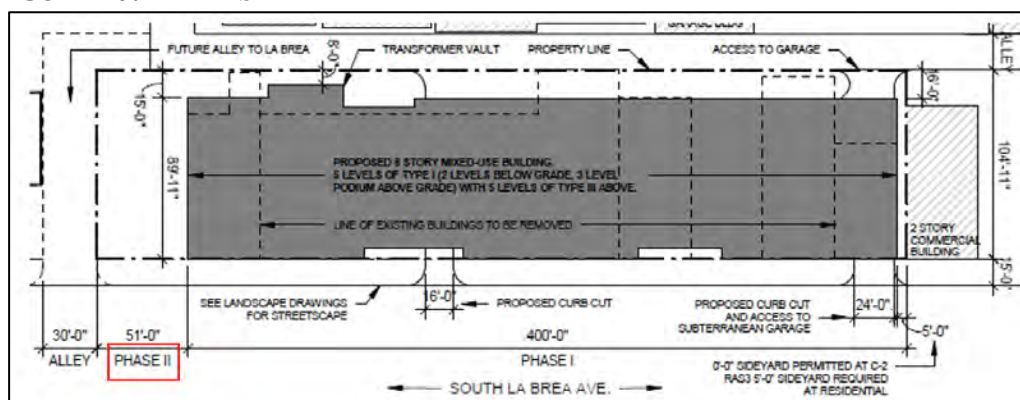 FUTURE ALLEY TO LA BREA
8'-0"
TRANSFORMER VAULT
PROPERTY LINE
ACCESS TO GARAGE
ALLEY
15'-0"
16'-0"
89'-11"
104'-11"
PROPOSED 8 STORY MIXED-USE BUILDING.
5 LEVELS OF TYPE I (2 LEVELS BELOW GRADE, 3 LEVEL
PODIUM ABOVE GRADE) WITH 5 LEVELS OF TYPE III ABOVE.
LINE OF EXISTING BUILDINGS TO BE REMOVED
2 STORY
COMMERCIAL
BUILDING
SEE LANDSCAPE DRAWINGS
FOR STREETSCAPE
16'-0"
PROPOSED CURB CUT
PROPOSED CURB CUT
AND ACCESS TO
SUBTERRANEAN GARAGE
24'-0"
5'-0"
15'-0"
30'-0"
51'-0"
400'-0"
ALLEY
PHASE II
PHASE I
SOUTH LA BREA AVE.
0'-0" SIDEYARD PERMITTED AT C-2
RAS3 5'-0" SIDEYARD REQUIRED
AT RESIDENTIAL